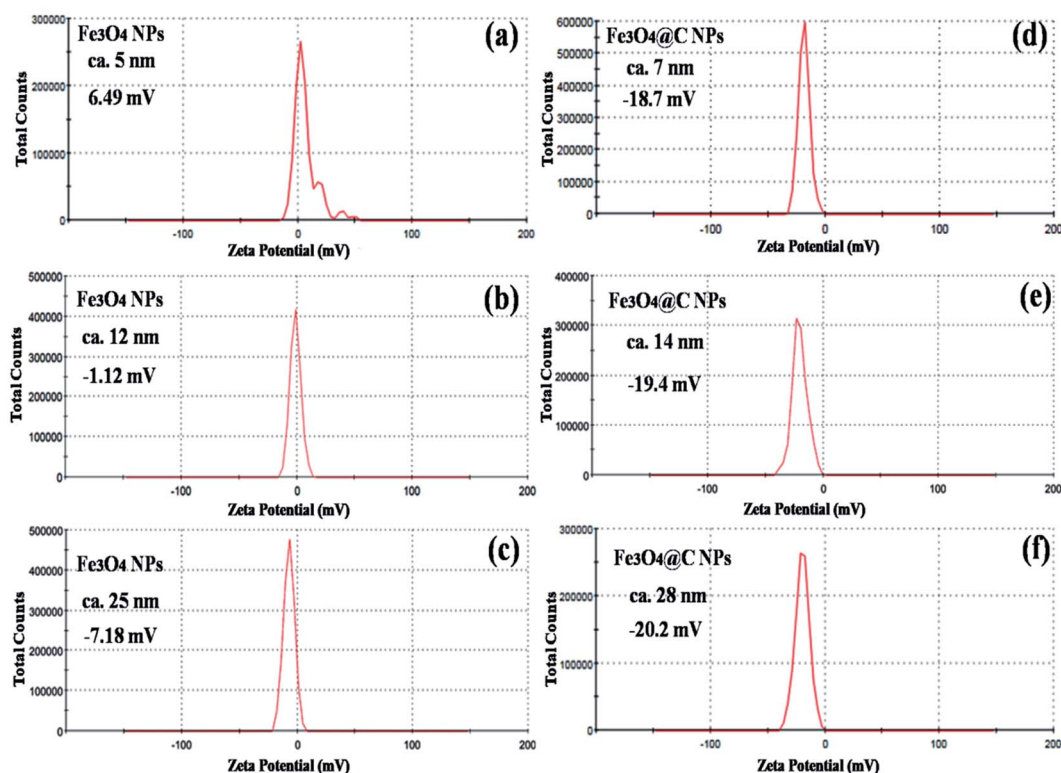 300000
200000
100000
0
Total Counts
Fe3O4 NPs
ca. 5 nm
6.49 mV
(a)
-100
0
100
200
Zeta Potential (mV)
600000
500000
400000
300000
200000
100000
0
Total Counts
Fe3O4@C NPs
ca. 7 nm
-18.7 mV
(d)
-100
0
100
200
Zeta Potential (mV)
500000
400000
300000
200000
100000
0
Total Counts
Fe3O4 NPs
ca. 12 nm
-1.12 mV
(b)
-100
0
100
200
Zeta Potential (mV)
400000
300000
200000
100000
0
Total Counts
Fe3O4@C NPs
ca. 14 nm
-19.4 mV
(e)
-100
0
100
200
Zeta Potential (mV)
500000
400000
300000
200000
100000
0
Total Counts
Fe3O4 NPs
ca. 25 nm
-7.18 mV
(c)
-100
0
100
200
Zeta Potential (mV)
300000
200000
100000
0
Total Counts
Fe3O4@C NPs
ca. 28 nm
-20.2 mV
(f)
-100
0
100
200
Zeta Potential (mV)